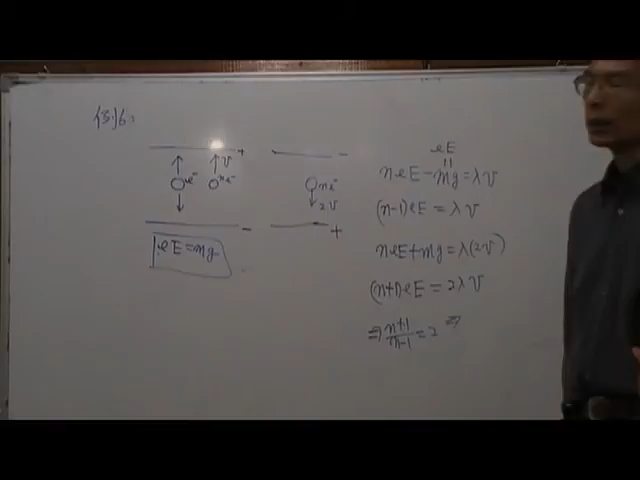 例6:
+ −
e⁻ v ne⁻ ne⁻
2v
− +
eE=mg
eE
||
neE−mg=λv
(n−1)eE=λv
neE+mg=λ(2v)
(n+1)eE=2λv
⇒ n+1/n−1=2 ⇒